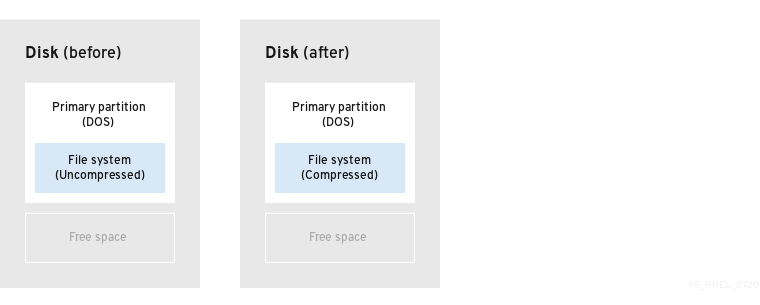 Disk (before)
Primary partition
(DOS)
File system
(Uncompressed)
Free space
Disk (after)
Primary partition
(DOS)
File system
(Compressed)
Free space
96_RHEL_0720